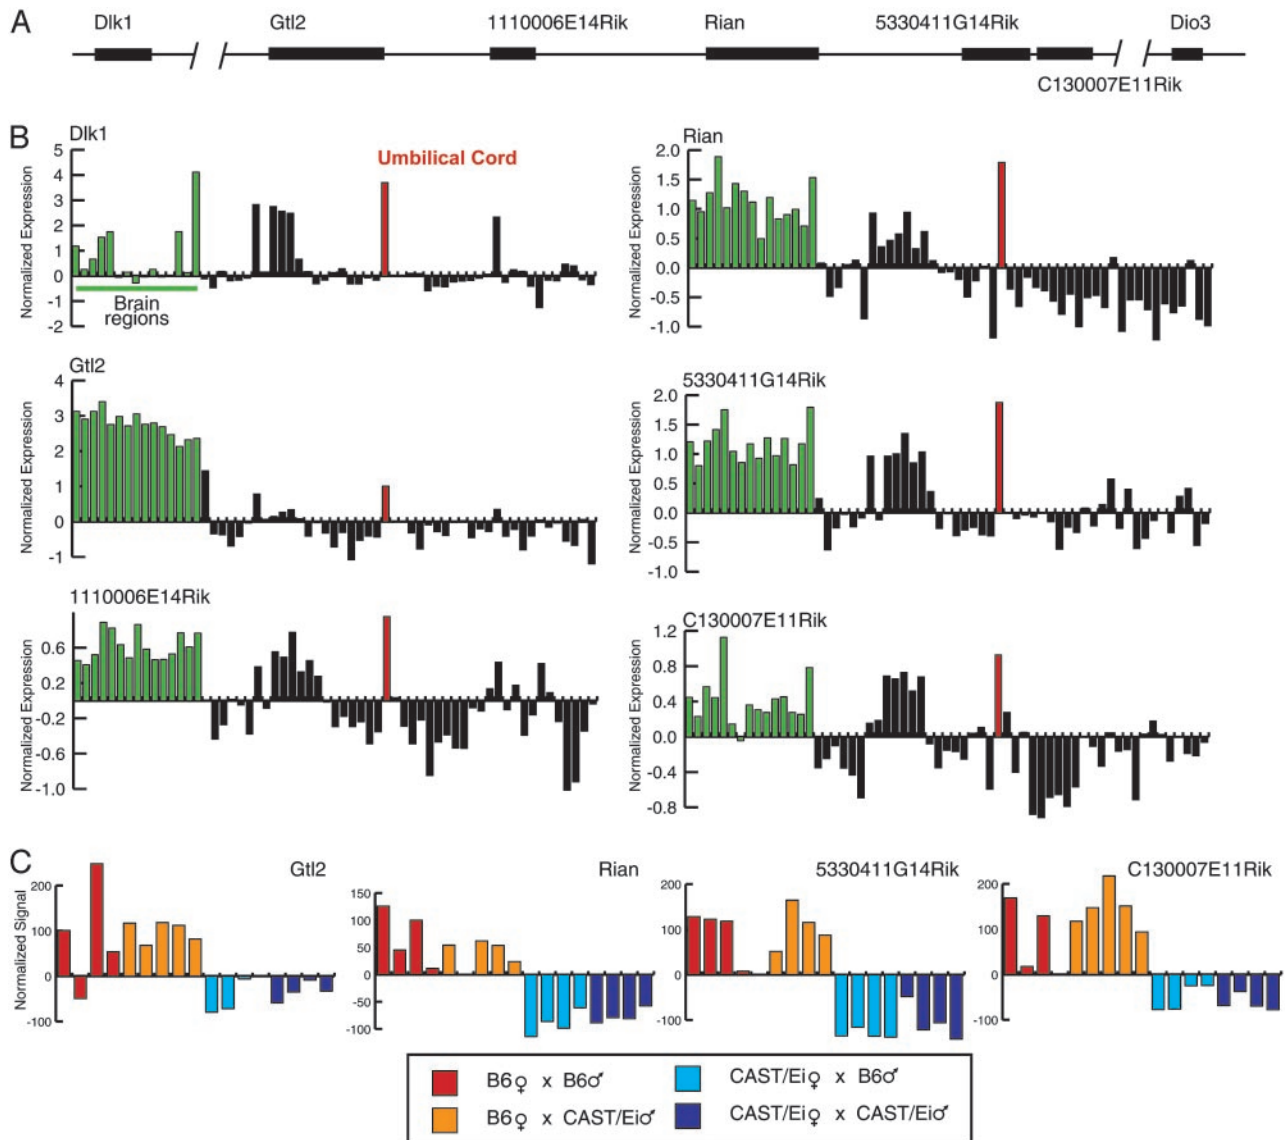 A
Dlk1 Gtl2 1110006E14Rik Rian 5330411G14Rik Dio3
C130007E11Rik
B
Dlk1
Normalized Expression
5
4
3
2
1
0
-1
-2
Umbilical Cord
Brain
regions
Rian
Normalized Expression
2.0
1.5
1.0
0.5
0.0
-0.5
-1.0
Gtl2
Normalized Expression
4
3
2
1
0
-1
5330411G14Rik
Normalized Expression
2.0
1.5
1.0
0.5
0.0
-0.5
-1.0
1110006E14Rik
Normalized Expression
0.6
0.2
-0.2
-0.6
-1.0
C130007E11Rik
Normalized Expression
1.2
0.8
0.4
0.0
-0.4
-0.8
C
Gtl2
Normalized Signal
200
100
0
-100
Rian
150
100
50
0
-50
-100
5330411G14Rik
200
100
0
-100
C130007E11Rik
200
100
0
-100
B6♀ x B6♂
CAST/Ei♀ x B6♂
B6♀ x CAST/Ei♂
CAST/Ei♀ x CAST/Ei♂